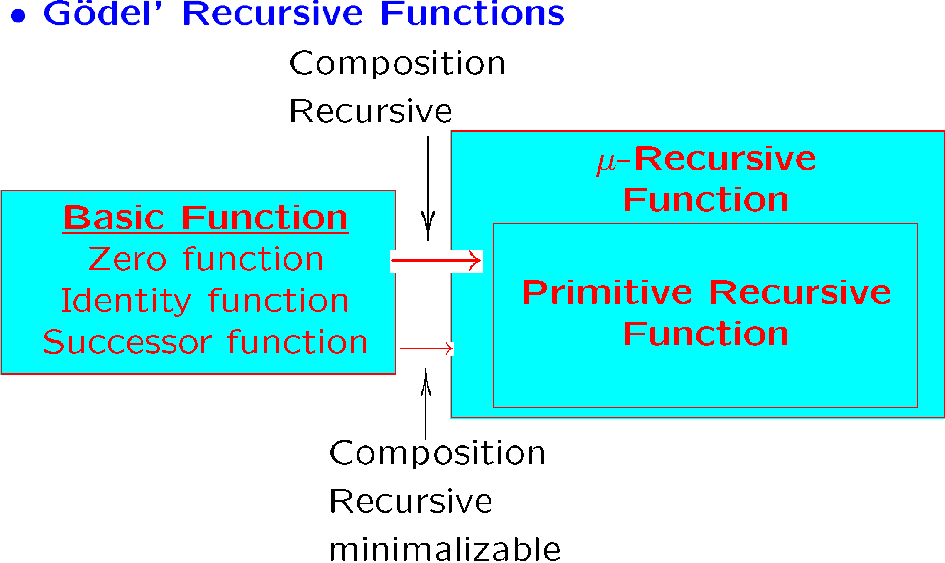 • Gödel’ Recursive Functions
Composition
Recursive
μ-Recursive
Function
Basic Function
Zero function
Identity function
Successor function
Primitive Recursive
Function
Composition
Recursive
minimalizable